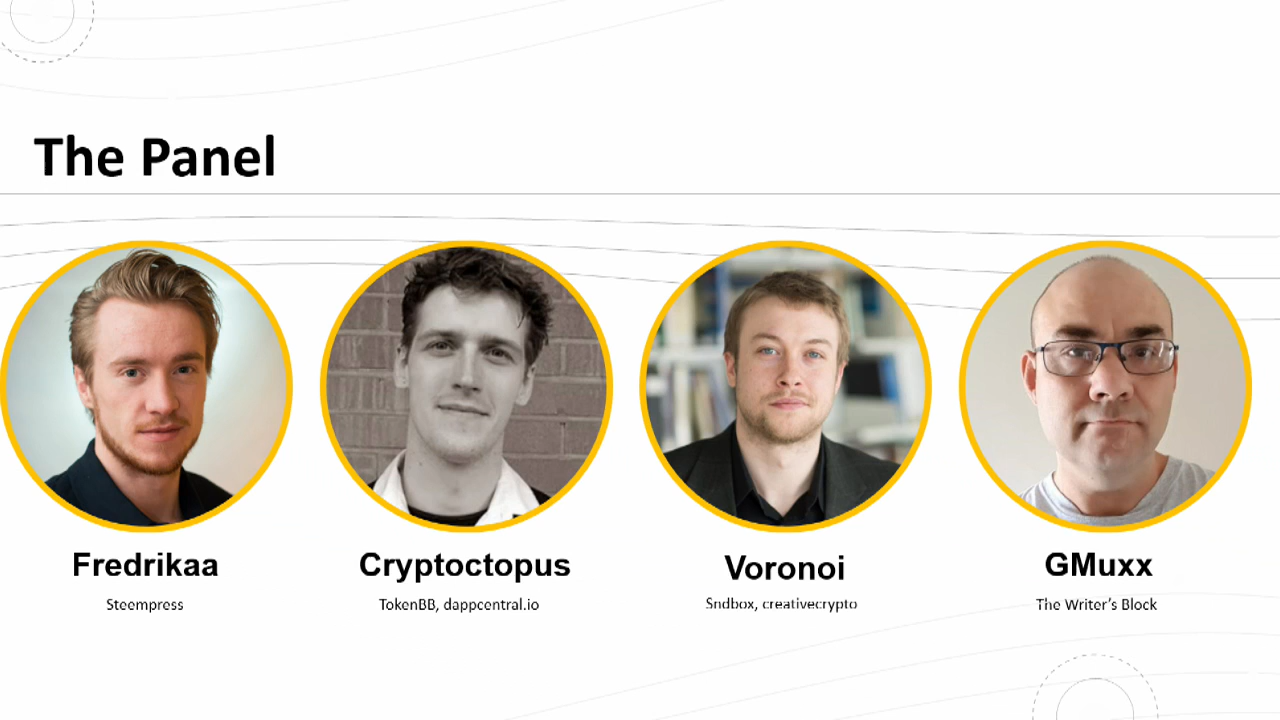 The Panel
Fredrikaa
Steempress
Cryptoctopus
TokenBB, dappcentral.io
Voronoi
Sndbox, creativecrypto
GMuxx
The Writer’s Block